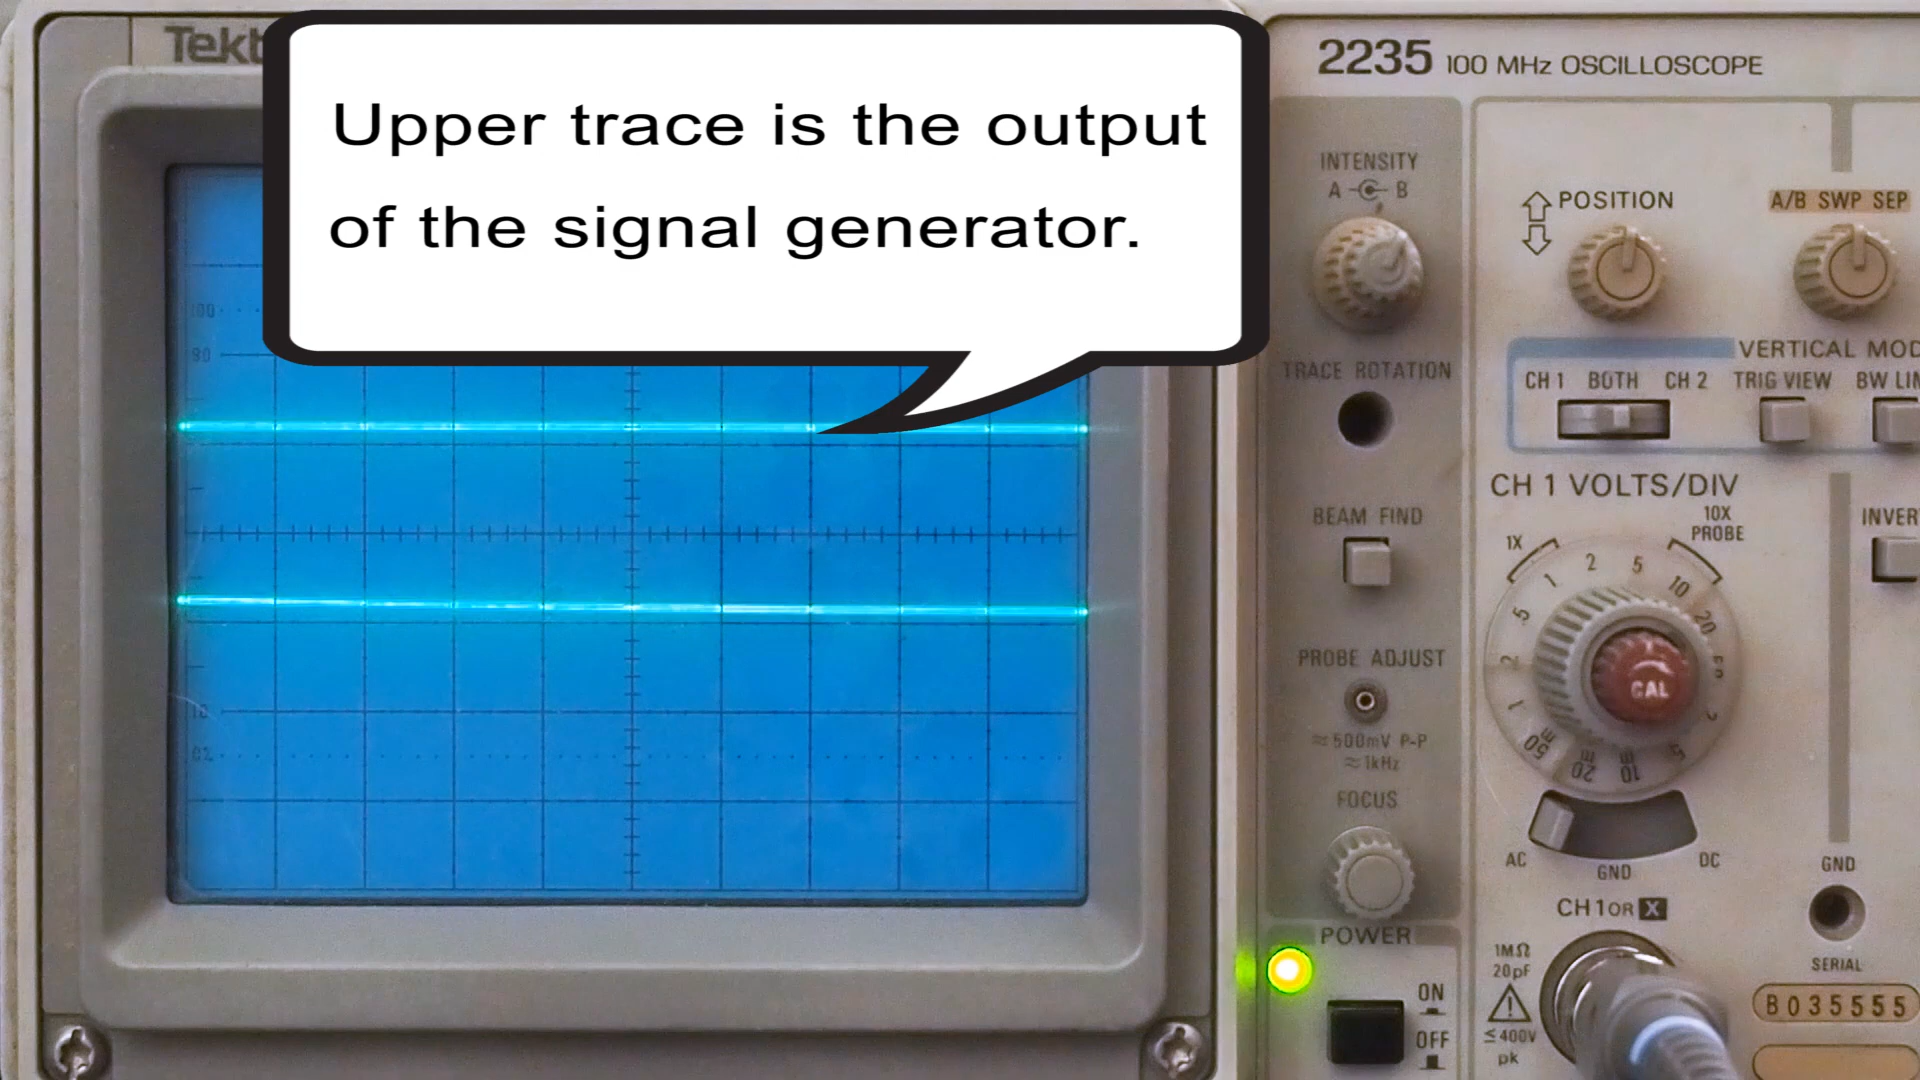 Tekt
2235 100 MHz OSCILLOSCOPE
Upper trace is the output
of the signal generator.
INTENSITY
A B
POSITION
A/B SWP SEP
100
90
VERTICAL MOD
TRACE ROTATION
CH 1 BOTH CH 2 TRIG VIEW BW LIM
CH 1 VOLTS/DIV
BEAM FIND
10X
PROBE
INVER
1X
5 2 1 .5 .2 .1
50 m 20 m 10 m
10 20
CAL
PROBE ADJUST
≈500mV P-P
≈1kHz
10
FOCUS
AC GND DC
GND
CH 1 OR X
POWER
1MΩ
20pF
SERIAL
ON
B035555
OFF
≤400V
pk